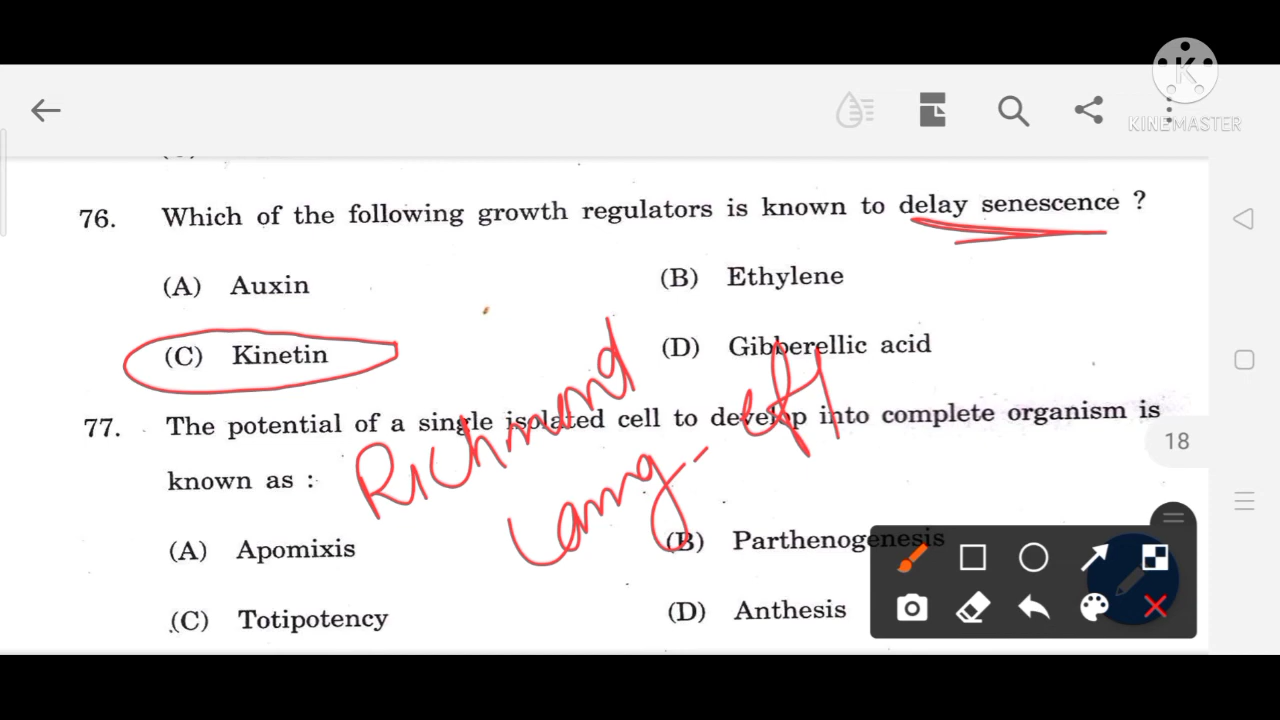 KINEMASTER
76. Which of the following growth regulators is known to delay senescence ?
(A) Auxin
(B) Ethylene
(C) Kinetin
(D) Gibberellic acid
Richmond
Lang - eff
77. The potential of a single isolated cell to develop into complete organism is
18
known as :
(A) Apomixis
(B) Parthenogenesis
(C) Totipotency
(D) Anthesis